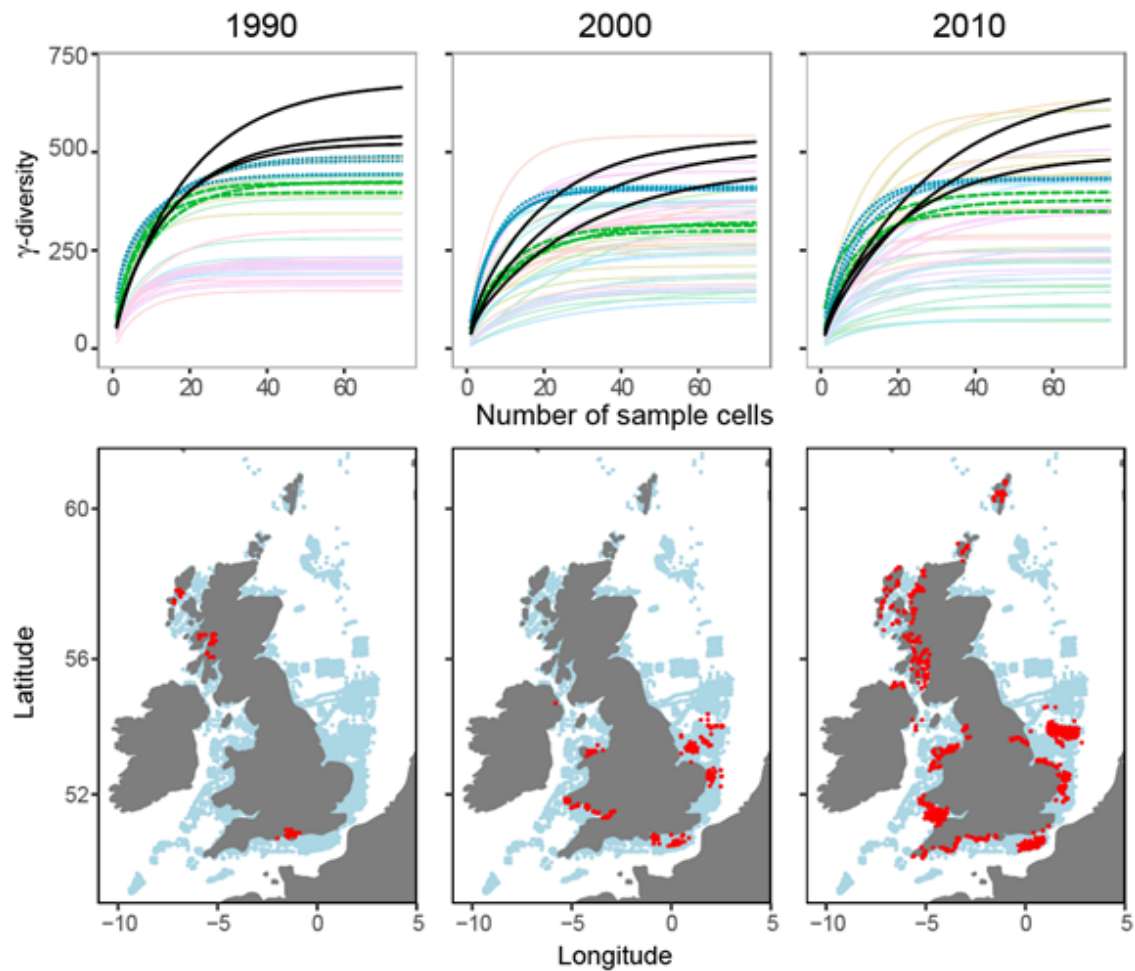 1990 2000 2010
750
500
250
0
γ-diversity
0 20 40 60 0 20 40 60 0 20 40 60
Number of sample cells
60
56
52
Latitude
−10 −5 0 5 −10 −5 0 5 −10 −5 0 5
Longitude